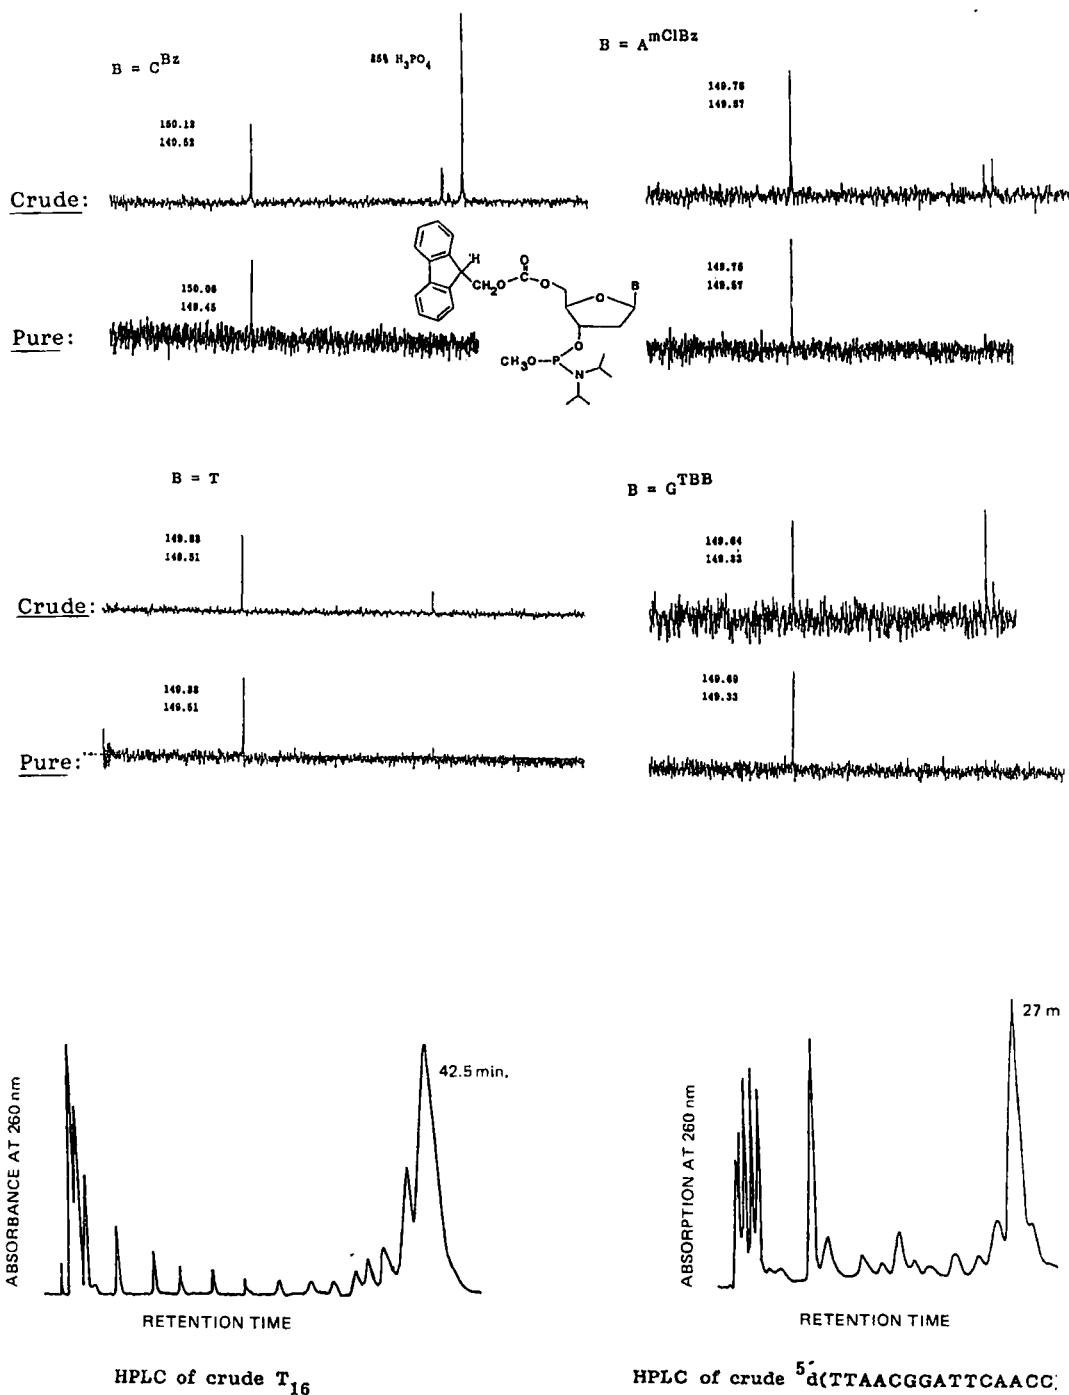 B = C^Bz
85% H₃PO₄
B = A^mClBz
150.12
149.52
149.76
149.57
Crude:
150.06
149.45
149.76
149.57
Pure:
H
O
CH₂O-C-O
O
B
O
CH₃O-P
N
B = T
B = G^TBB
149.88
149.51
149.64
149.33
Crude:
149.88
149.51
149.69
149.33
Pure:
ABSORBANCE AT 260 nm
42.5 min.
RETENTION TIME
HPLC of crude T₁₆
ABSORPTION AT 260 nm
27 m
RETENTION TIME
HPLC of crude 5'd(TTAACGGATTCAACC